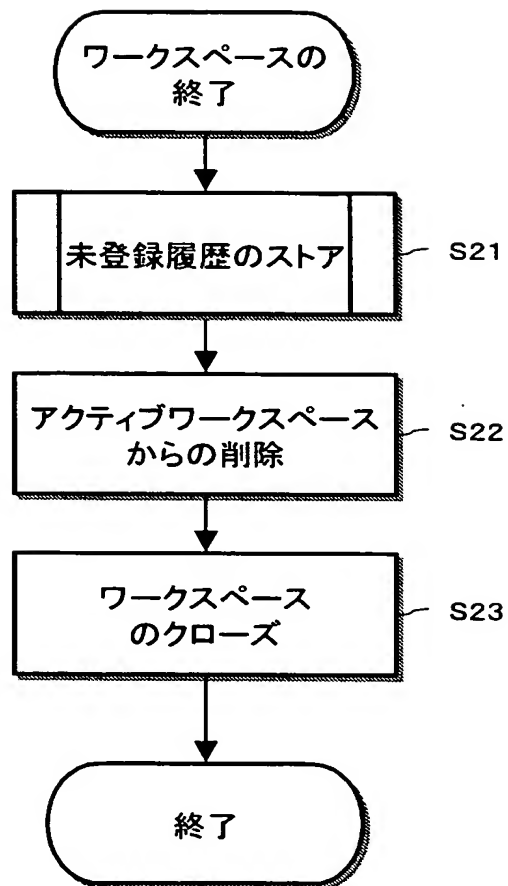 ワークスペースの
終了
未登録履歴のストア
S21
アクティブワークスペース
からの削除
S22
ワークスペース
のクローズ
S23
終了